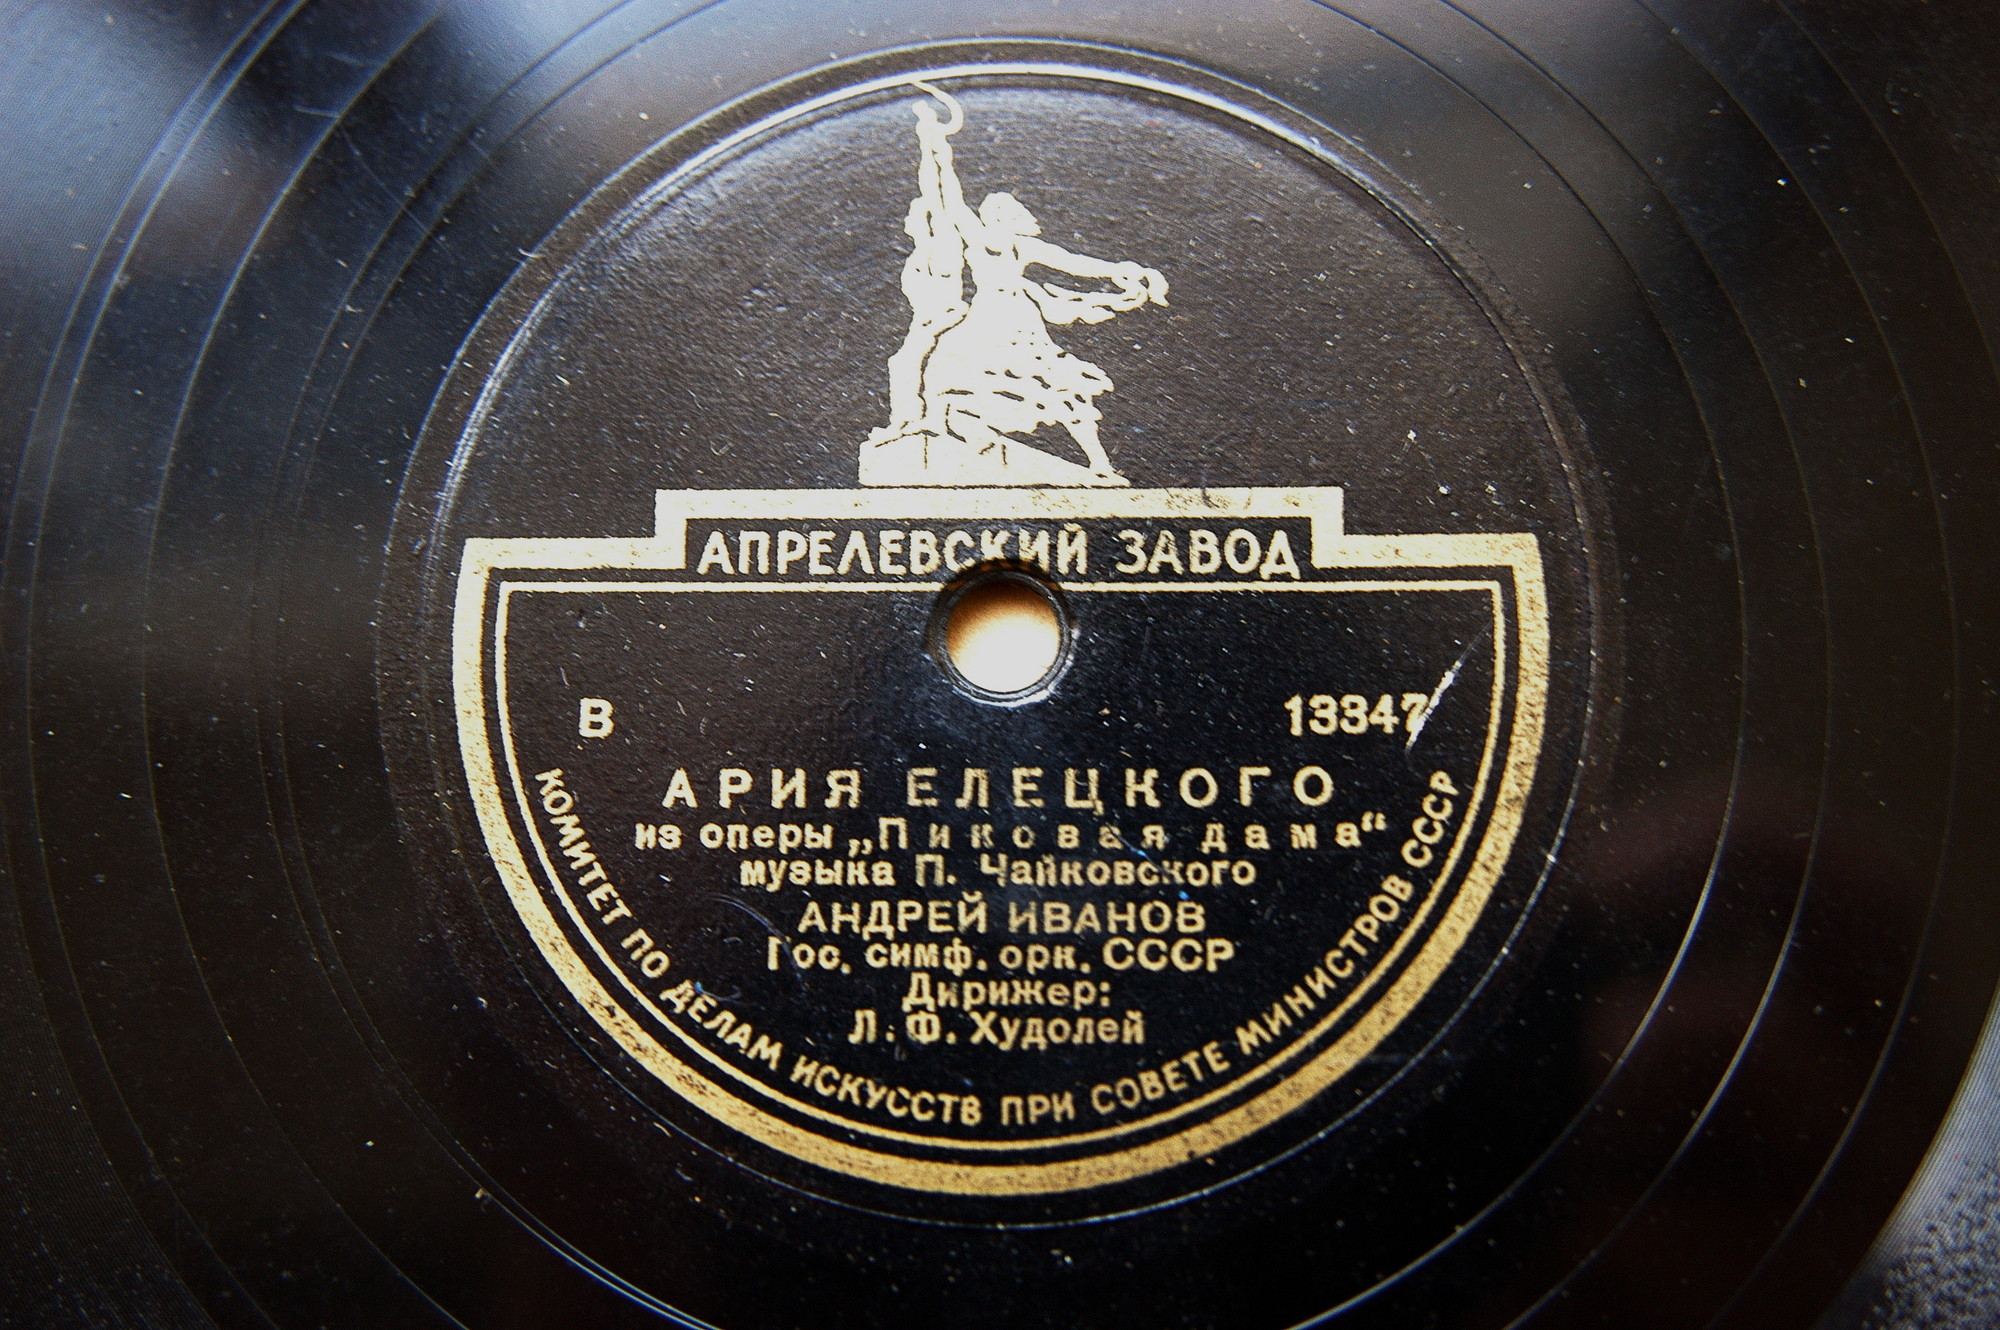 АПРЕЛЕВСКИЙ ЗАВОД
В 13347
АРИЯ ЕЛЕЦКОГО
из оперы „Пиковая дама“
музыка П. Чайковского
АНДРЕЙ ИВАНОВ
Гос. симф. орк. СССР
Дирижер:
Л. Ф. Худолей
КОМИТЕТ ПО ДЕЛАМ ИСКУССТВ ПРИ СОВЕТЕ МИНИСТРОВ СССР